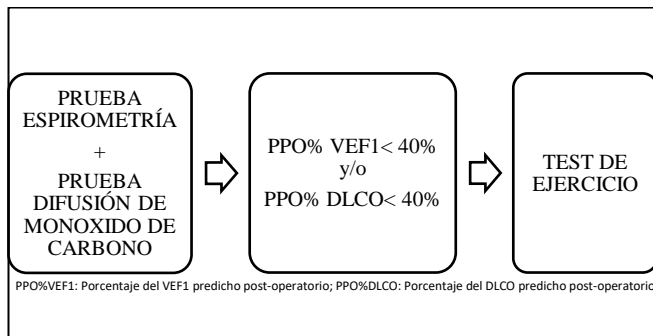 PRUEBA
ESPIROMETRÍA
+
PRUEBA
DIFUSIÓN DE
MONOXIDO DE
CARBONO
PPO% VEF1< 40%
y/o
PPO% DLCO< 40%
TEST DE
EJERCICIO
PPO%VEF1: Porcentaje del VEF1 predicho post-operatorio; PPO%DLCO: Porcentaje del DLCO predicho post-operatorio